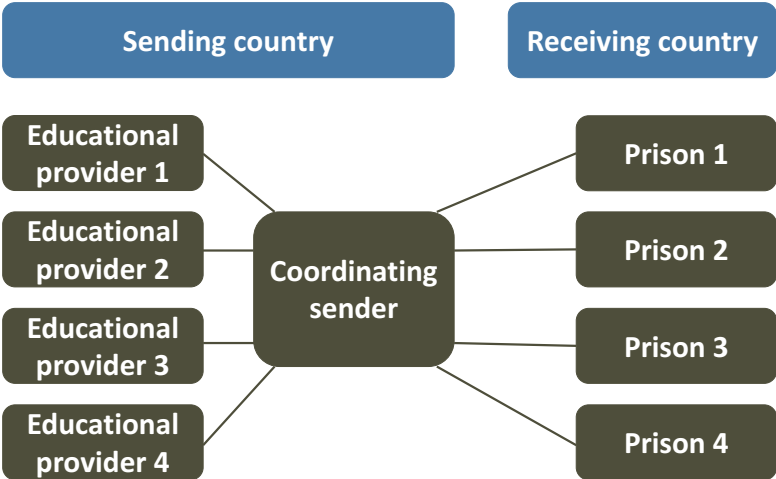 Sending country
Receiving country
Educational
provider 1
Educational
provider 2
Educational
provider 3
Educational
provider 4
Coordinating
sender
Prison 1
Prison 2
Prison 3
Prison 4